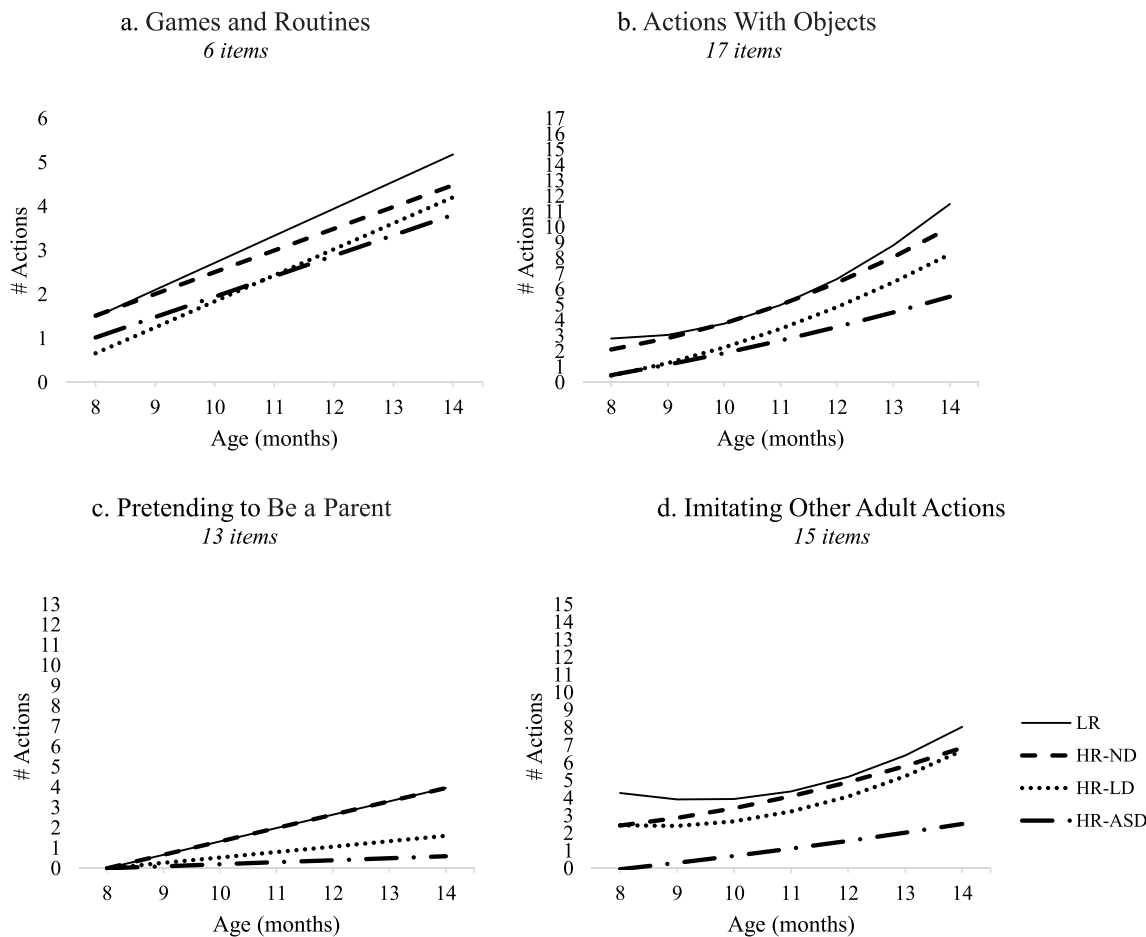 a. Games and Routines
6 items
6
5
4
3
2
1
0
# Actions
8 9 10 11 12 13 14
Age (months)
b. Actions With Objects
17 items
17
16
15
14
13
12
11
10
9
8
7
6
5
4
3
2
1
0
# Actions
8 9 10 11 12 13 14
Age (months)
c. Pretending to Be a Parent
13 items
13
12
11
10
9
8
7
6
5
4
3
2
1
0
# Actions
8 9 10 11 12 13 14
Age (months)
d. Imitating Other Adult Actions
15 items
15
14
13
12
11
10
9
8
7
6
5
4
3
2
1
0
# Actions
8 9 10 11 12 13 14
Age (months)
LR
HR-ND
HR-LD
HR-ASD